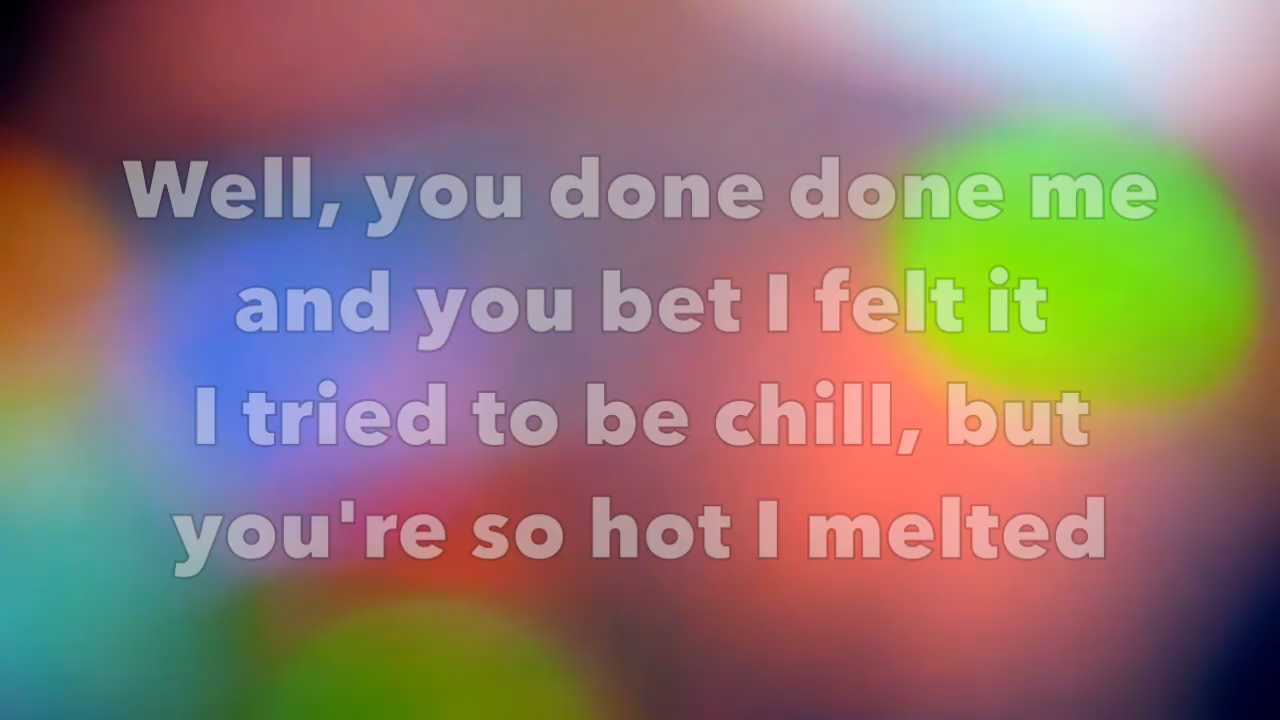 Well, you done done me
and you bet I felt it
I tried to be chill, but
you're so hot I melted